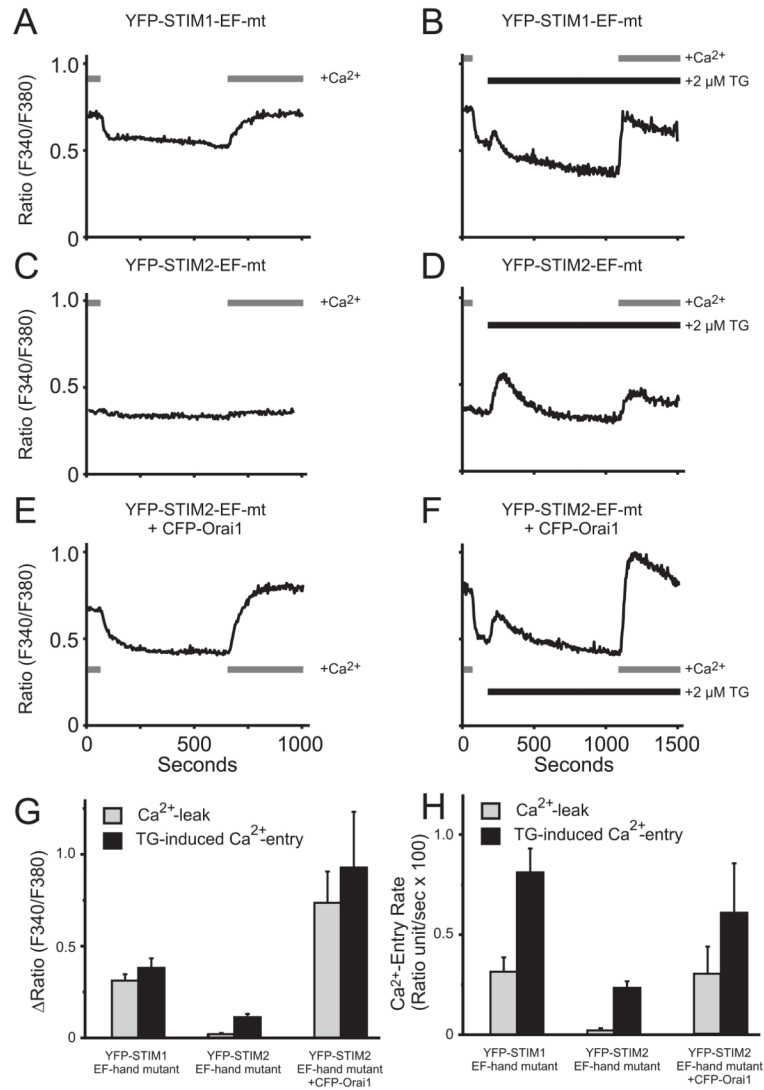 A
YFP-STIM1-EF-mt
1.0
0.5
0
Ratio (F340/F380)
+Ca2+
B
YFP-STIM1-EF-mt
+Ca2+
+2 µM TG
C
YFP-STIM2-EF-mt
1.0
0.5
0
Ratio (F340/F380)
+Ca2+
D
YFP-STIM2-EF-mt
+Ca2+
+2 µM TG
E
YFP-STIM2-EF-mt
+ CFP-Orai1
1.0
0.5
0
Ratio (F340/F380)
+Ca2+
0 500 1000
Seconds
F
YFP-STIM2-EF-mt
+ CFP-Orai1
+Ca2+
+2 µM TG
0 500 1000 1500
Seconds
G
Ca2+-leak
TG-induced Ca2+-entry
1.0
0.5
0
ΔRatio (F340/F380)
YFP-STIM1
EF-hand mutant
YFP-STIM2
EF-hand mutant
YFP-STIM2
EF-hand mutant
+CFP-Orai1
H
Ca2+-leak
TG-induced Ca2+-entry
1.0
0.5
0
Ca2+-Entry Rate
(Ratio unit/sec x 100)
YFP-STIM1
EF-hand mutant
YFP-STIM2
EF-hand mutant
YFP-STIM2
EF-hand mutant
+CFP-Orai1